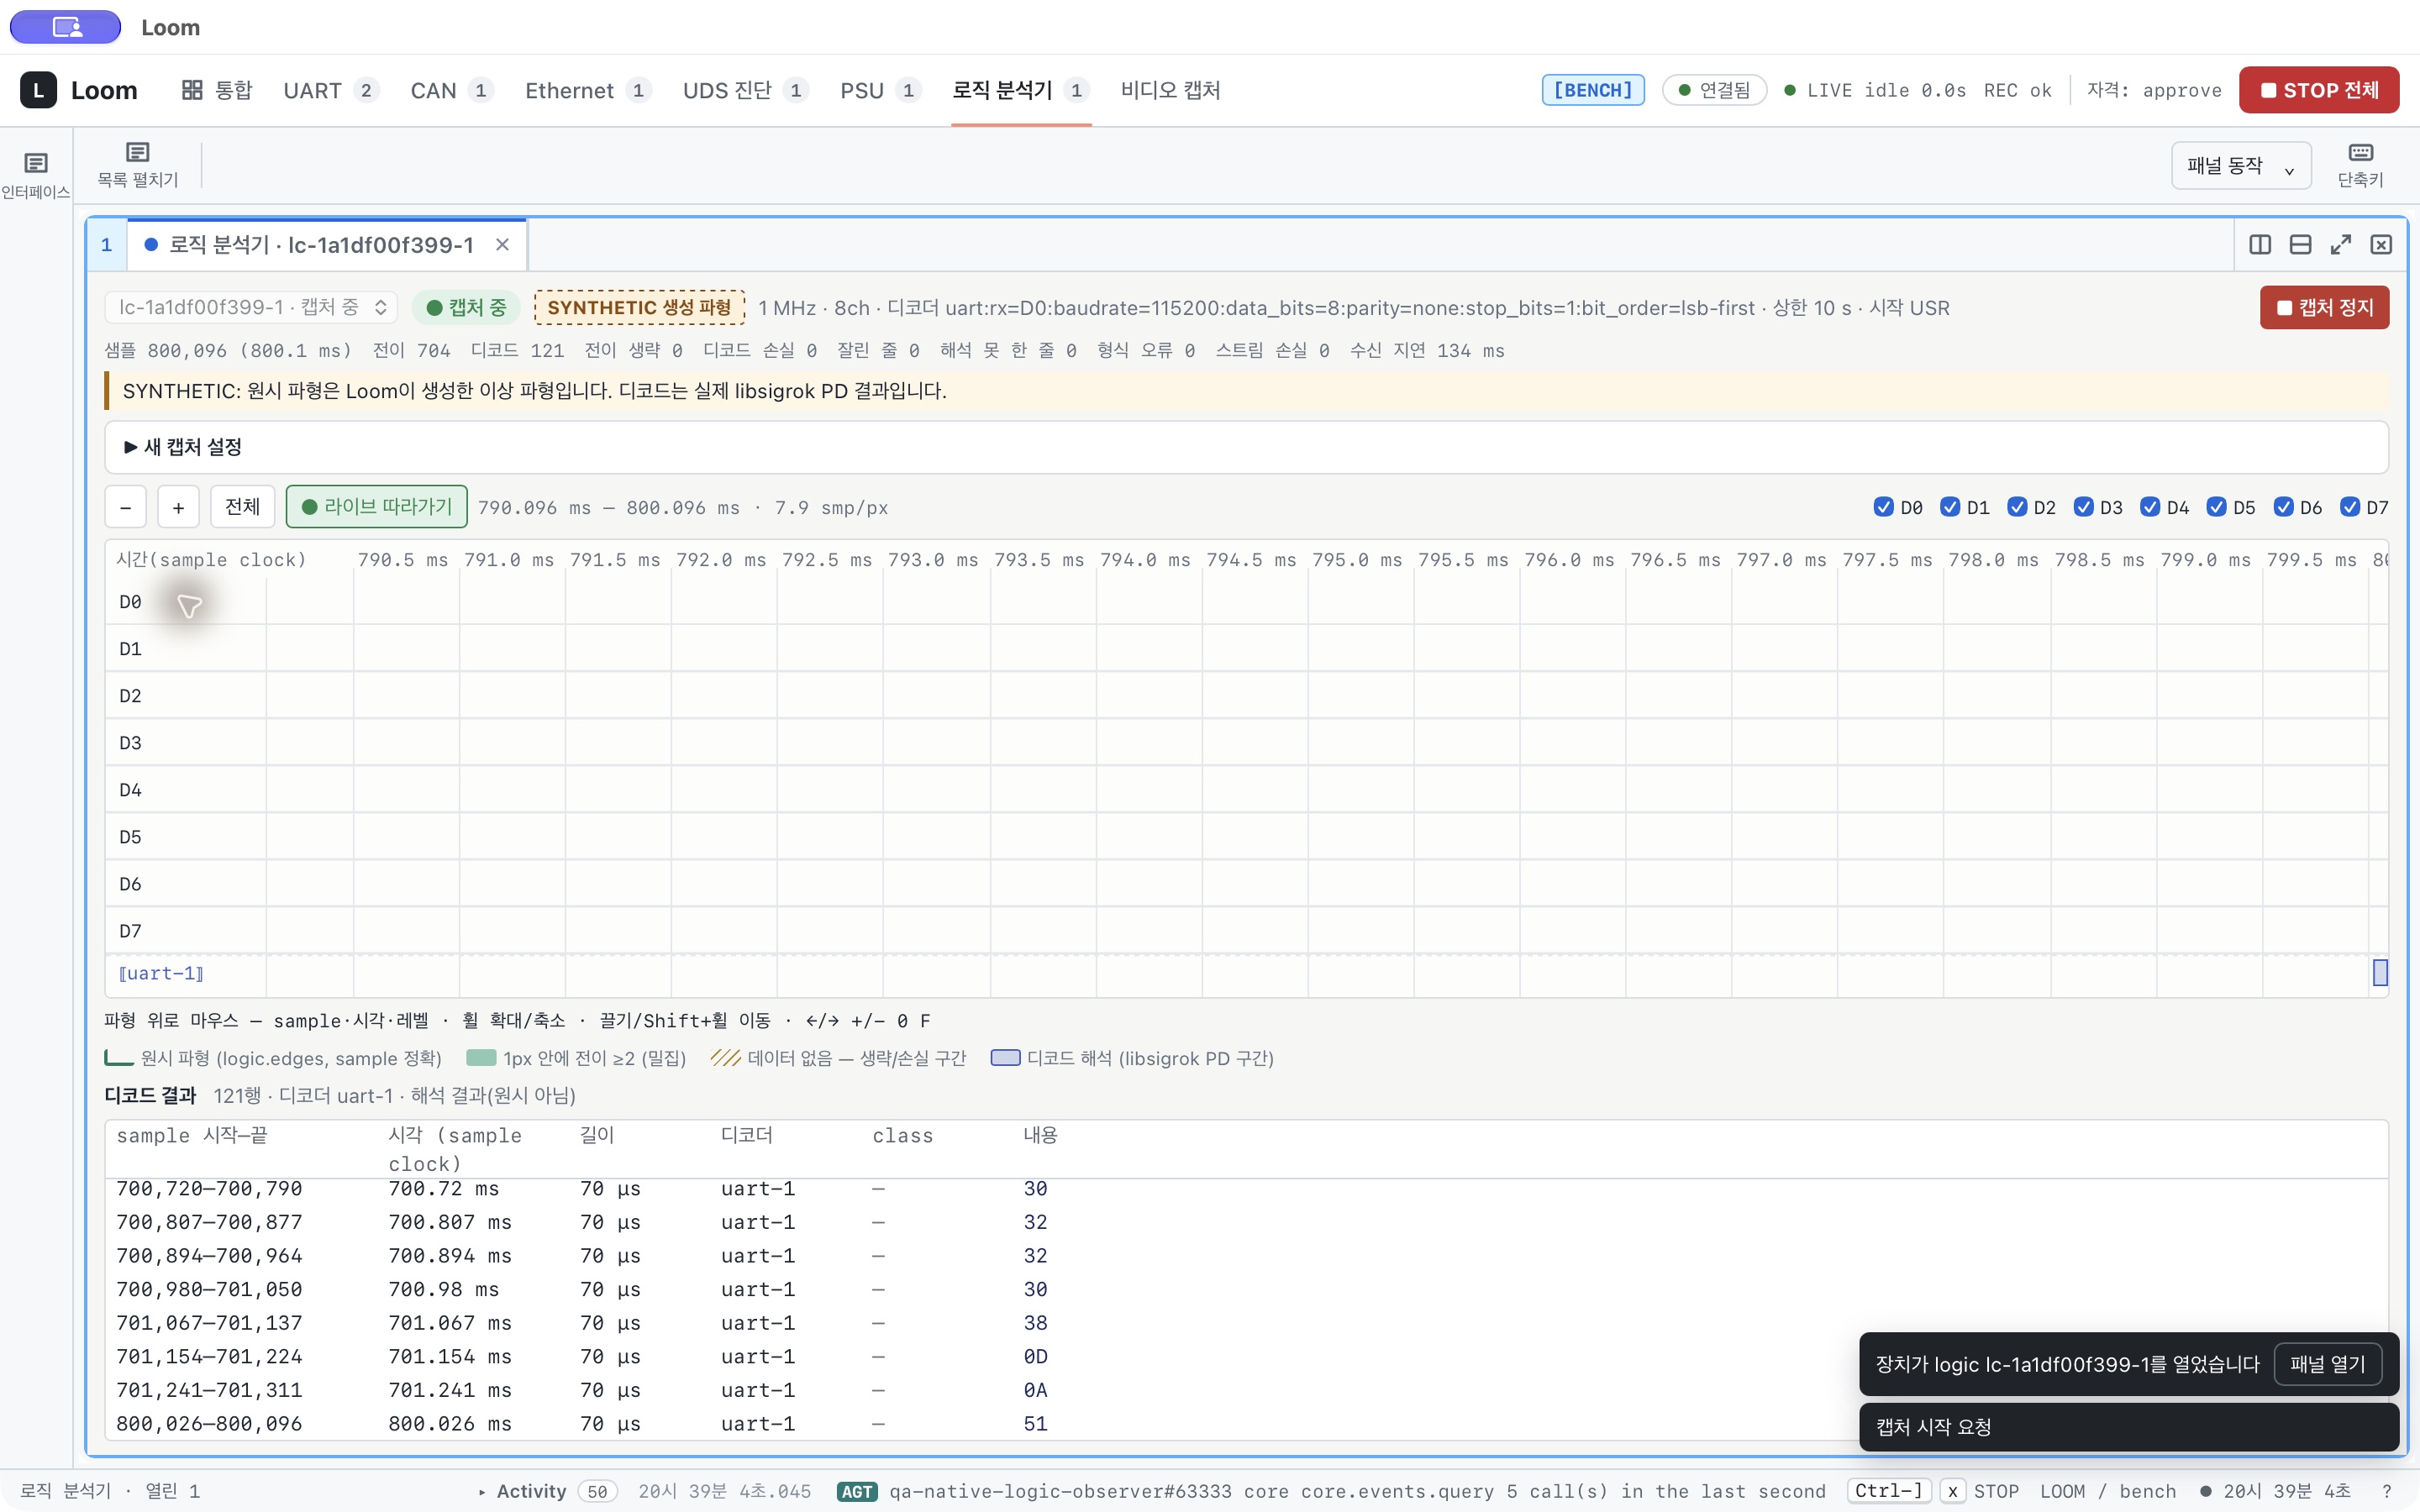 Loom
L Loom 통합 UART 2 CAN 1 Ethernet 1 UDS 진단 1 PSU 1 로직 분석기 1 비디오 캡처 [BENCH] 연결됨 LIVE idle 0.0s REC ok 자격: approve STOP 전체
인터페이스
목록 펼치기 패널 동작 단축키
1 로직 분석기 · lc-1a1df00f399-1
lc-1a1df00f399-1 · 캡처 중 캡처 중 SYNTHETIC 생성 파형 1 MHz · 8ch · 디코더 uart:rx=D0:baudrate=115200:data_bits=8:parity=none:stop_bits=1:bit_order=lsb-first · 상한 10 s · 시작 USR 캡처 정지
샘플 800,096 (800.1 ms) 전이 704 디코드 121 전이 생략 0 디코드 손실 0 잘린 줄 0 해석 못 한 줄 0 형식 오류 0 스트림 손실 0 수신 지연 134 ms
SYNTHETIC: 원시 파형은 Loom이 생성한 이상 파형입니다. 디코드는 실제 libsigrok PD 결과입니다.
▶ 새 캡처 설정
− + 전체 라이브 따라가기 790.096 ms — 800.096 ms · 7.9 smp/px D0 D1 D2 D3 D4 D5 D6 D7
시간(sample clock) 790.5 ms 791.0 ms 791.5 ms 792.0 ms 792.5 ms 793.0 ms 793.5 ms 794.0 ms 794.5 ms 795.0 ms 795.5 ms 796.0 ms 796.5 ms 797.0 ms 797.5 ms 798.0 ms 798.5 ms 799.0 ms 799.5 ms
D0
D1
D2
D3
D4
D5
D6
D7
⟦uart-1⟧
파형 위로 마우스 — sample·시각·레벨 · 휠 확대/축소 · 끌기/Shift+휠 이동 · ←/→ +/− 0 F
원시 파형 (logic.edges, sample 정확) 1px 안에 전이 ≥2 (밀집) 데이터 없음 — 생략/손실 구간 디코드 해석 (libsigrok PD 구간)
디코드 결과 121행 · 디코더 uart-1 · 해석 결과(원시 아님)
sample 시작—끝 시각 (sample clock) 길이 디코더 class 내용
700,720—700,790 700.72 ms 70 µs uart-1 — 30
700,807—700,877 700.807 ms 70 µs uart-1 — 32
700,894—700,964 700.894 ms 70 µs uart-1 — 32
700,980—701,050 700.98 ms 70 µs uart-1 — 30
701,067—701,137 701.067 ms 70 µs uart-1 — 38
701,154—701,224 701.154 ms 70 µs uart-1 — 0D
701,241—701,311 701.241 ms 70 µs uart-1 — 0A
800,026—800,096 800.026 ms 70 µs uart-1 — 51
장치가 logic lc-1a1df00f399-1를 열었습니다 패널 열기
캡처 시작 요청
로직 분석기 · 열린 1 ▸ Activity 50 20시 39분 4초.045 AGT qa-native-logic-observer#63333 core core.events.query 5 call(s) in the last second Ctrl-] x STOP LOOM / bench ● 20시 39분 4초 ?